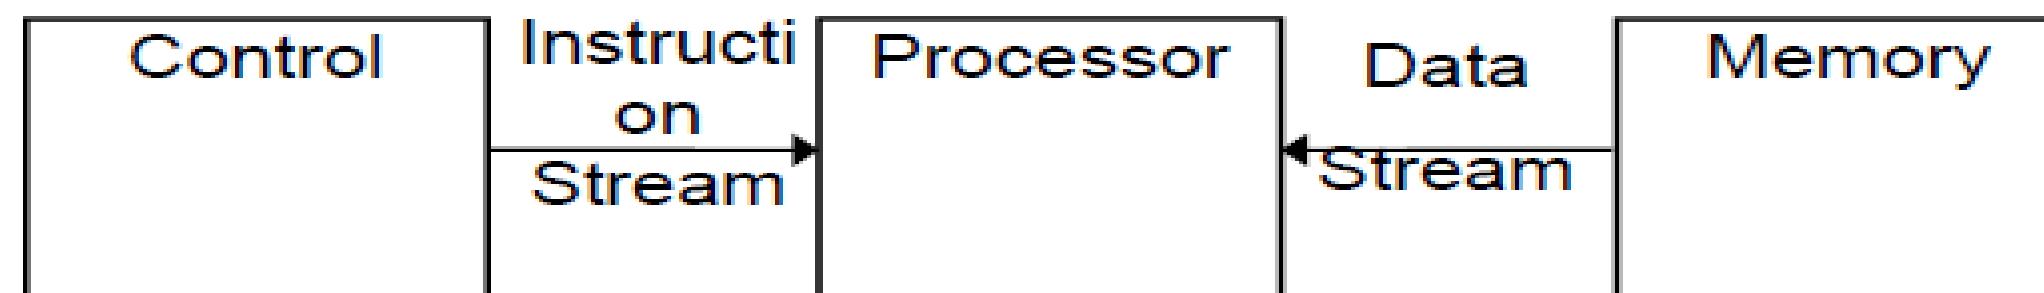 Control
Instructi
on
Stream
Processor
Data
Stream
Memory